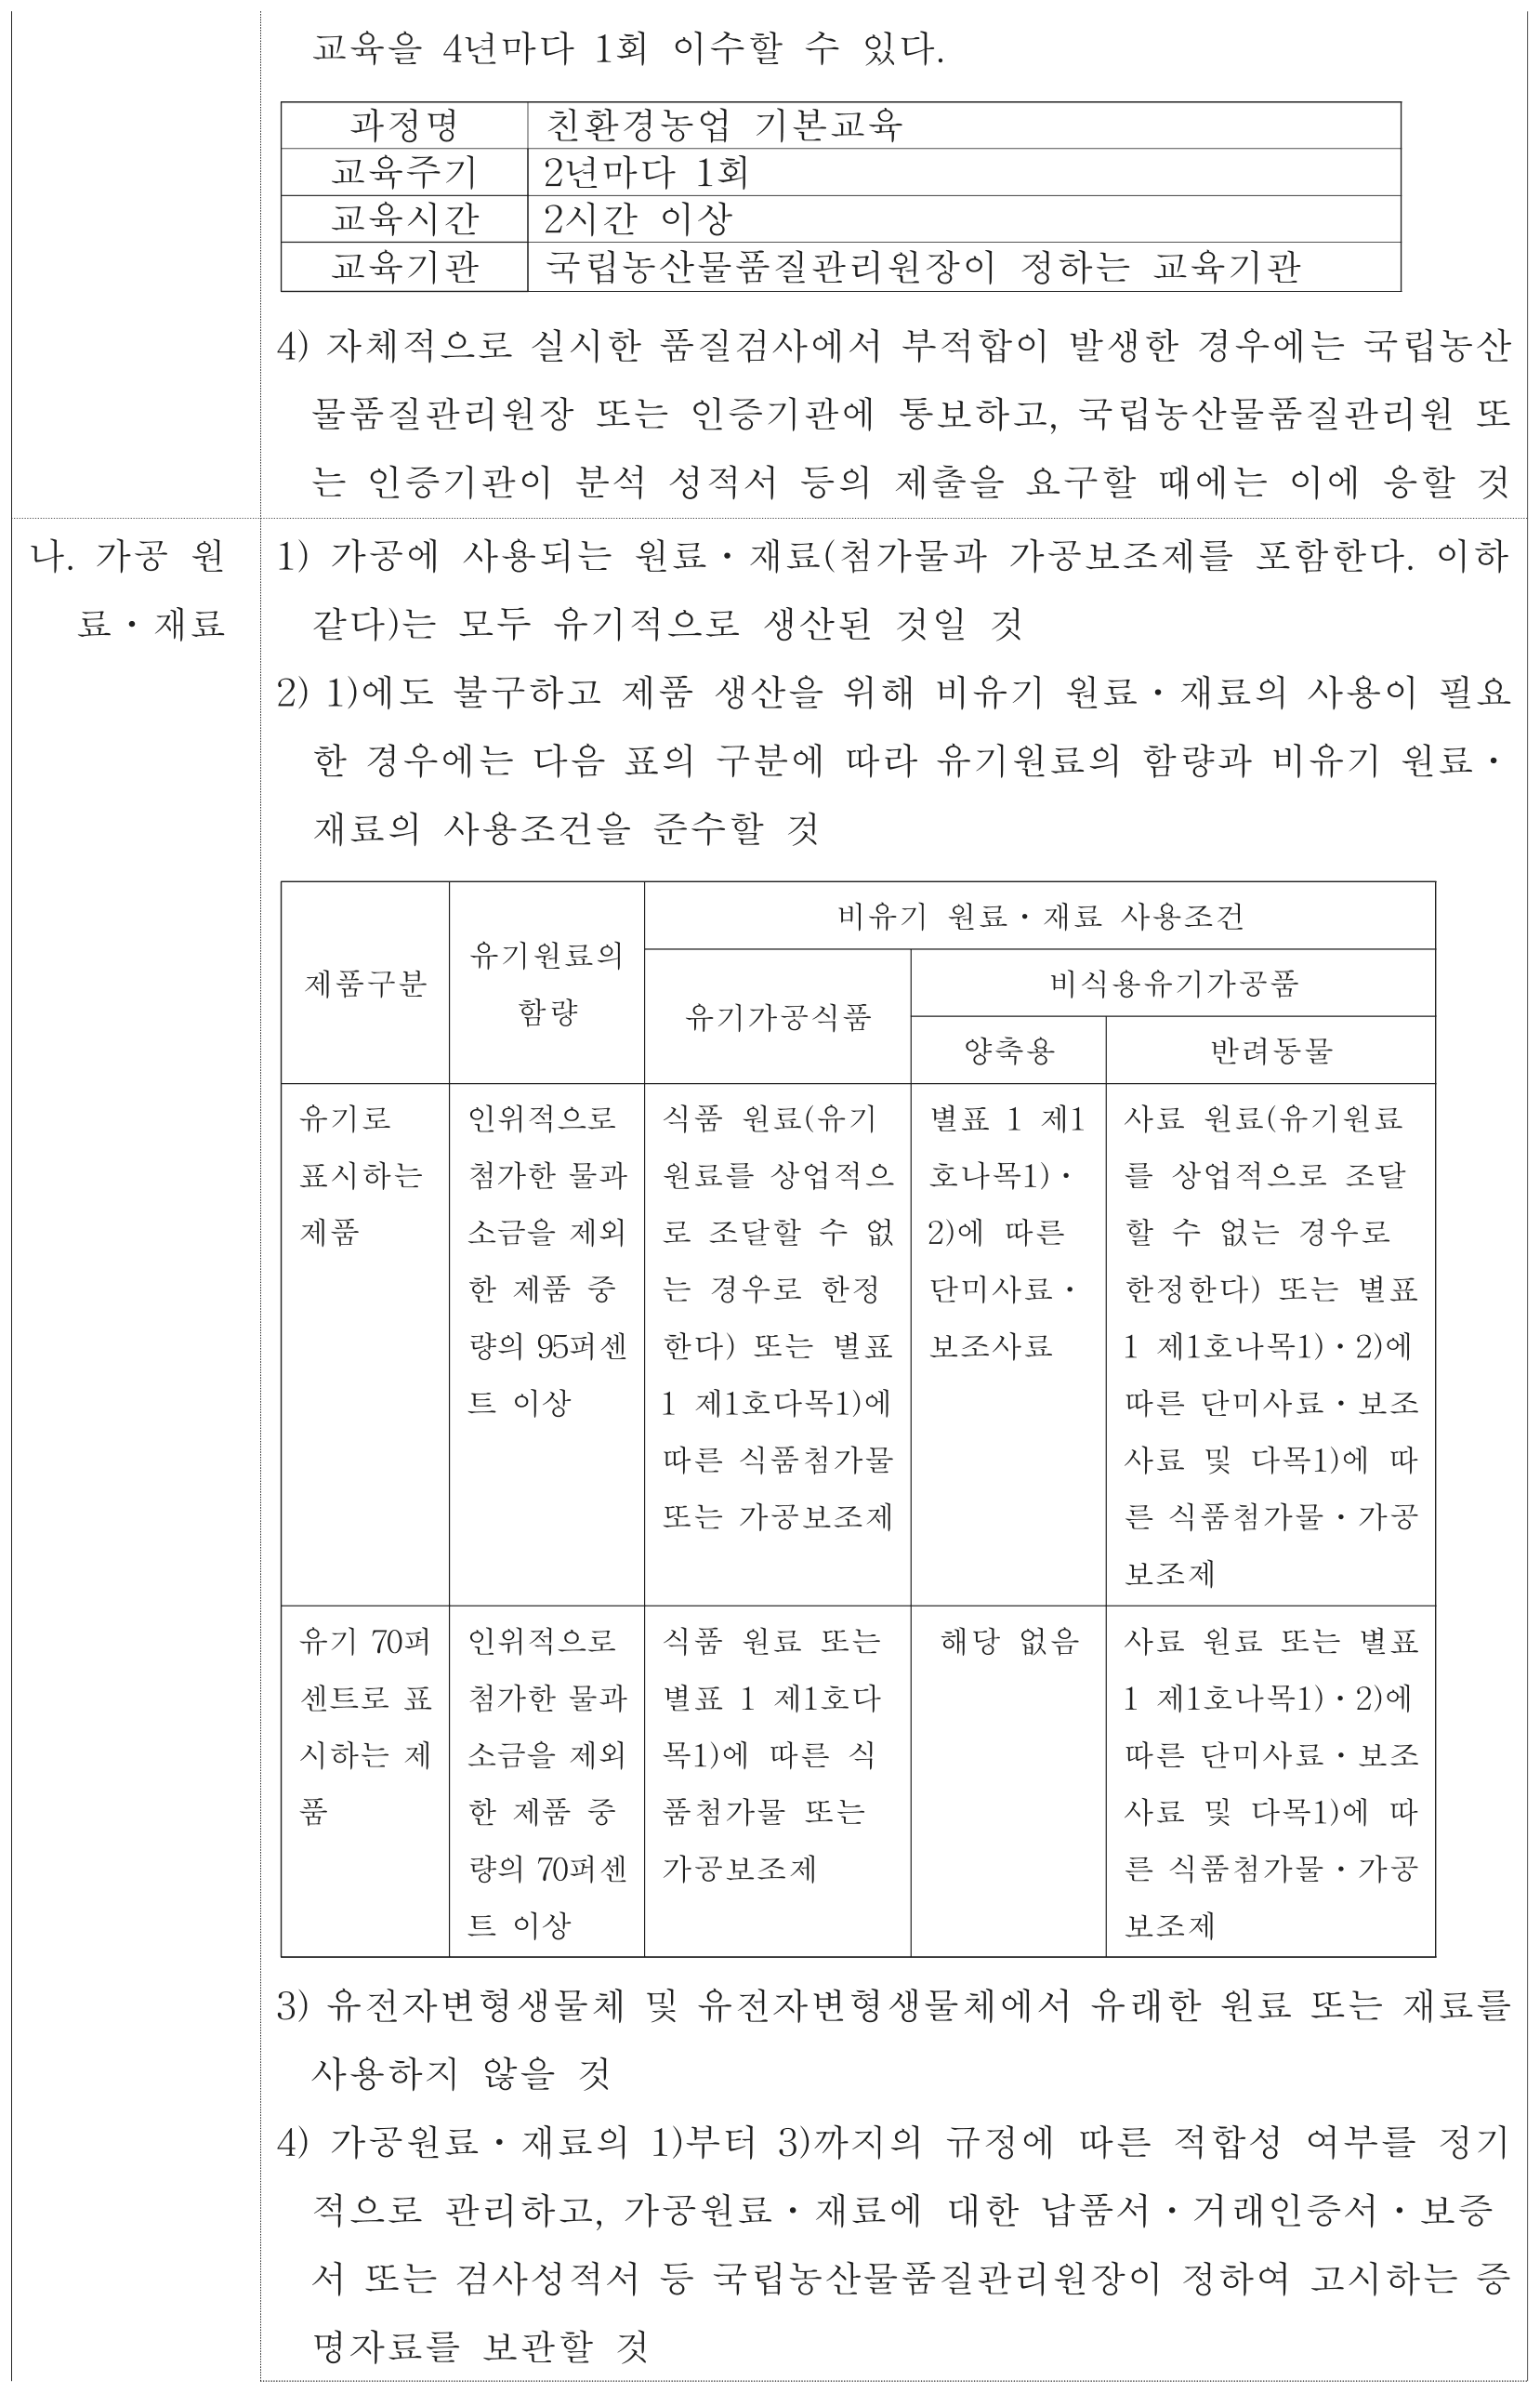 교육을 4년마다 1회 이수할 수 있다.
과정명 친환경농업 기본교육
교육주기 2년마다 1회
교육시간 2시간 이상
교육기관 국립농산물품질관리원장이 정하는 교육기관
4) 자체적으로 실시한 품질검사에서 부적합이 발생한 경우에는 국립농산
물품질관리원장 또는 인증기관에 통보하고, 국립농산물품질관리원 또
는 인증기관이 분석 성적서 등의 제출을 요구할 때에는 이에 응할 것
나. 가공 원
료·재료
1) 가공에 사용되는 원료·재료(첨가물과 가공보조제를 포함한다. 이하
같다)는 모두 유기적으로 생산된 것일 것
2) 1)에도 불구하고 제품 생산을 위해 비유기 원료·재료의 사용이 필요
한 경우에는 다음 표의 구분에 따라 유기원료의 함량과 비유기 원료·
재료의 사용조건을 준수할 것
제품구분
유기원료의
함량
비유기 원료·재료 사용조건
유기가공식품
비식용유기가공품
양축용
반려동물
유기로
표시하는
제품
인위적으로
첨가한 물과
소금을 제외
한 제품 중
량의 95퍼센
트 이상
식품 원료(유기
원료를 상업적으
로 조달할 수 없
는 경우로 한정
한다) 또는 별표
1 제1호다목1)에
따른 식품첨가물
또는 가공보조제
별표 1 제1
호나목1)·
2)에 따른
단미사료·
보조사료
사료 원료(유기원료
를 상업적으로 조달
할 수 없는 경우로
한정한다) 또는 별표
1 제1호나목1)·2)에
따른 단미사료·보조
사료 및 다목1)에 따
른 식품첨가물·가공
보조제
유기 70퍼
센트로 표
시하는 제
품
인위적으로
첨가한 물과
소금을 제외
한 제품 중
량의 70퍼센
트 이상
식품 원료 또는
별표 1 제1호다
목1)에 따른 식
품첨가물 또는
가공보조제
해당 없음
사료 원료 또는 별표
1 제1호나목1)·2)에
따른 단미사료·보조
사료 및 다목1)에 따
른 식품첨가물·가공
보조제
3) 유전자변형생물체 및 유전자변형생물체에서 유래한 원료 또는 재료를
사용하지 않을 것
4) 가공원료·재료의 1)부터 3)까지의 규정에 따른 적합성 여부를 정기
적으로 관리하고, 가공원료·재료에 대한 납품서·거래인증서·보증
서 또는 검사성적서 등 국립농산물품질관리원장이 정하여 고시하는 증
명자료를 보관할 것